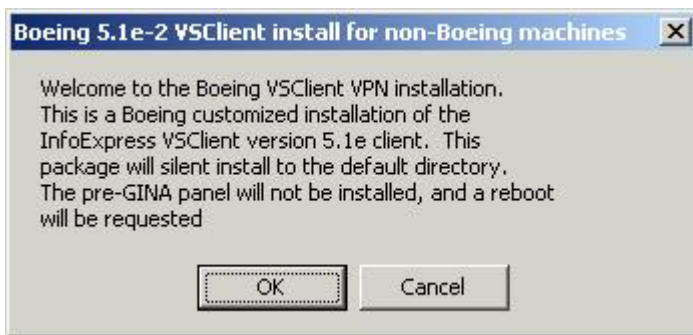 Boeing 5.1e-2 VSClient install for non-Boeing machines
Welcome to the Boeing VSClient VPN installation.
This is a Boeing customized installation of the
InfoExpress VSClient version 5.1e client.  This
package will silent install to the default directory.
The pre-GINA panel will not be installed, and a reboot
will be requested
OK
Cancel